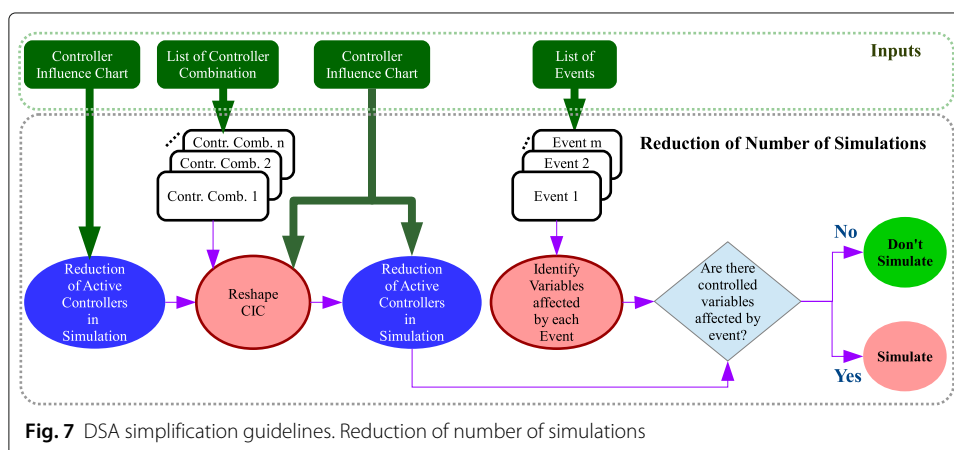 Inputs
Controller
Influence Chart
List of Controller
Combination
Controller
Influence Chart
List of
Events
Reduction of Number of Simulations
Contr. Comb. n
Contr. Comb. 2
Contr. Comb. 1
Event m
Event 2
Event 1
Reduction
of Active
Controllers
in
Simulation
Reshape
CIC
Reduction
of Active
Controllers
in
Simulation
Identify
Variables
affected
by each
Event
Are there
controlled
variables
affected by
event?
No
Don't
Simulate
Yes
Simulate
Fig. 7 DSA simplification guidelines. Reduction of number of simulations